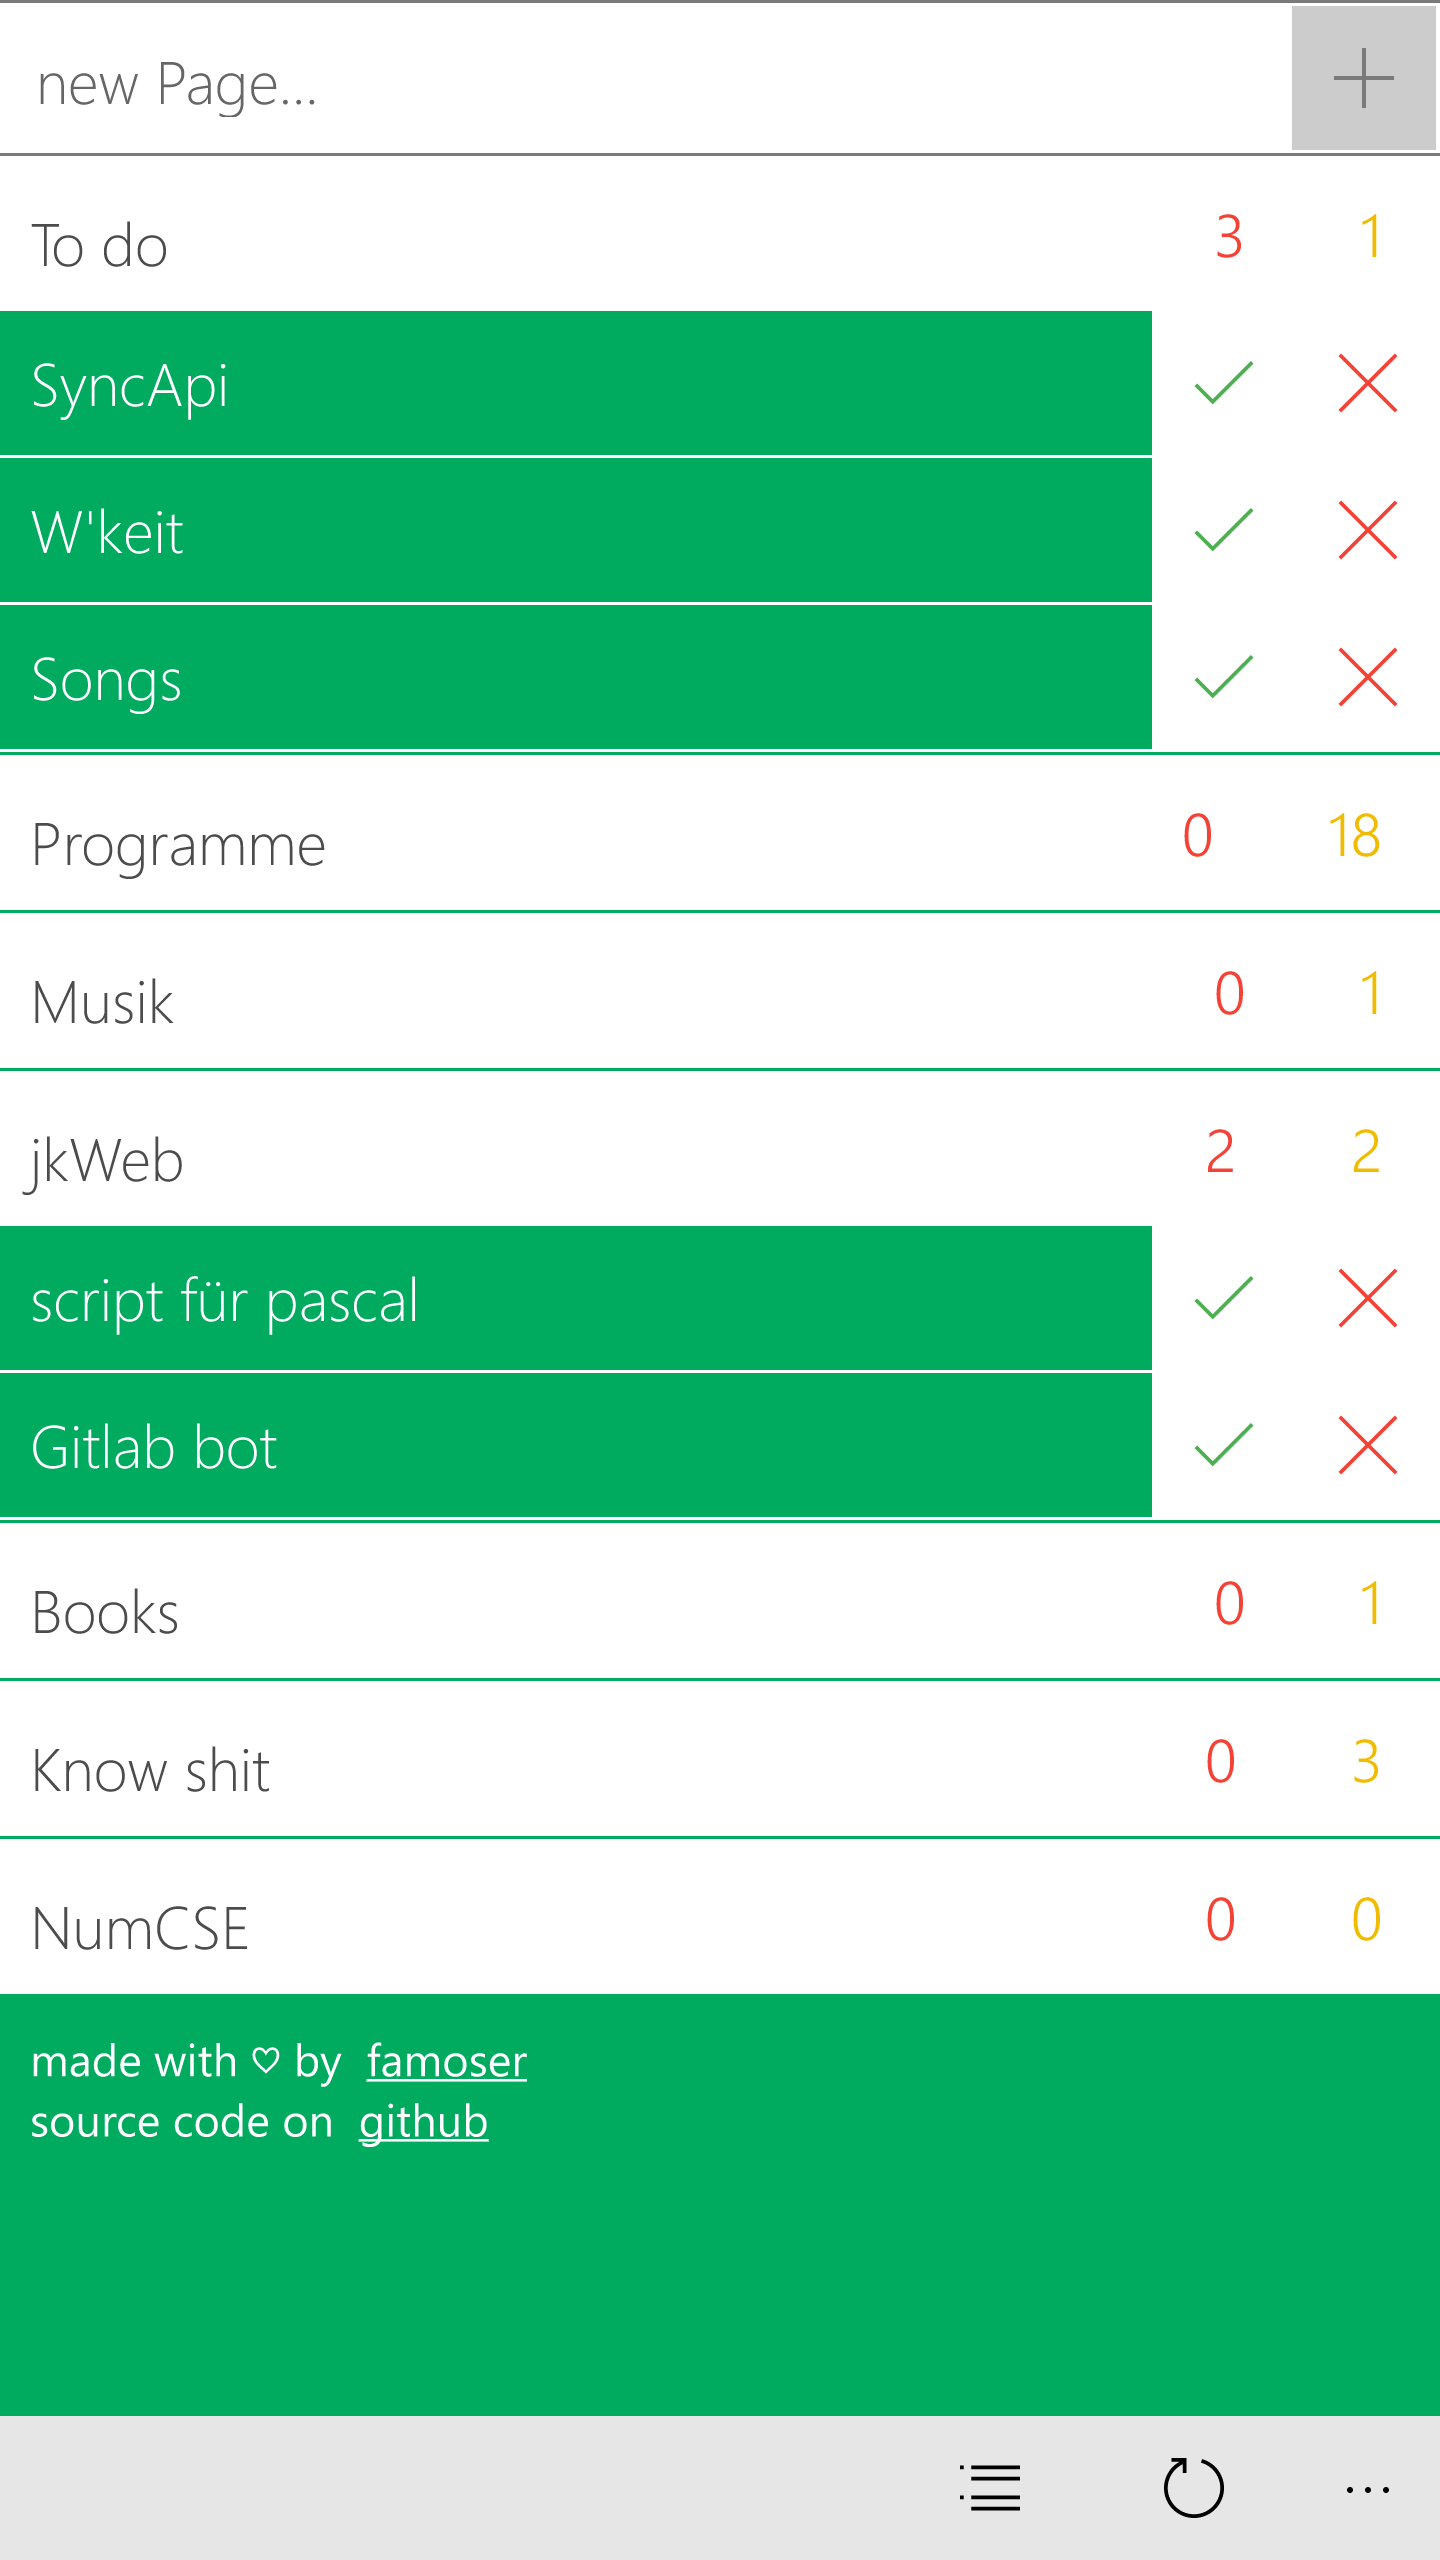 new Page...
To do 3 1
SyncApi
W'keit
Songs
Programme 0 18
Musik 0 1
jkWeb 2 2
script für pascal
Gitlab bot
Books 0 1
Know shit 0 3
NumCSE 0 0
made with ♡ by famoser
source code on github